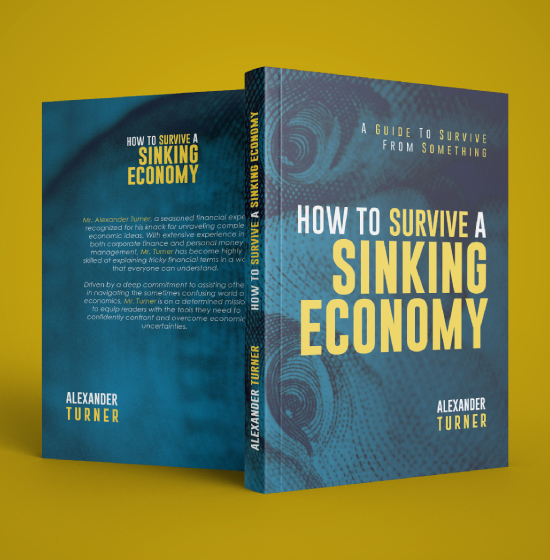 HOW TO SURVIVE A
SINKING
ECONOMY
Mr. Alexander Turner, a seasoned financial
recognized for his knack for unraveling
economic ideas. With extensive experience in
both corporate finance and personal money
management, Mr. Turner has become highly
skilled at explaining tricky financial terms in a
that everyone can understand.
Driven by a deep commitment to assisting
in navigating the sometimes confusing world
economics, Mr. Turner is on a determined
to equip readers with the tools they need to
confidently confront and overcome
uncertainties.
ALEXANDER
TURNER
ALEXANDER TURNER HOW TO SURVIVE A SINKING ECONOMY
A GUIDE TO SURVIVE
FROM SOMETHING
HOW TO SURVIVE A
SINKING
ECONOMY
ALEXANDER
TURNER